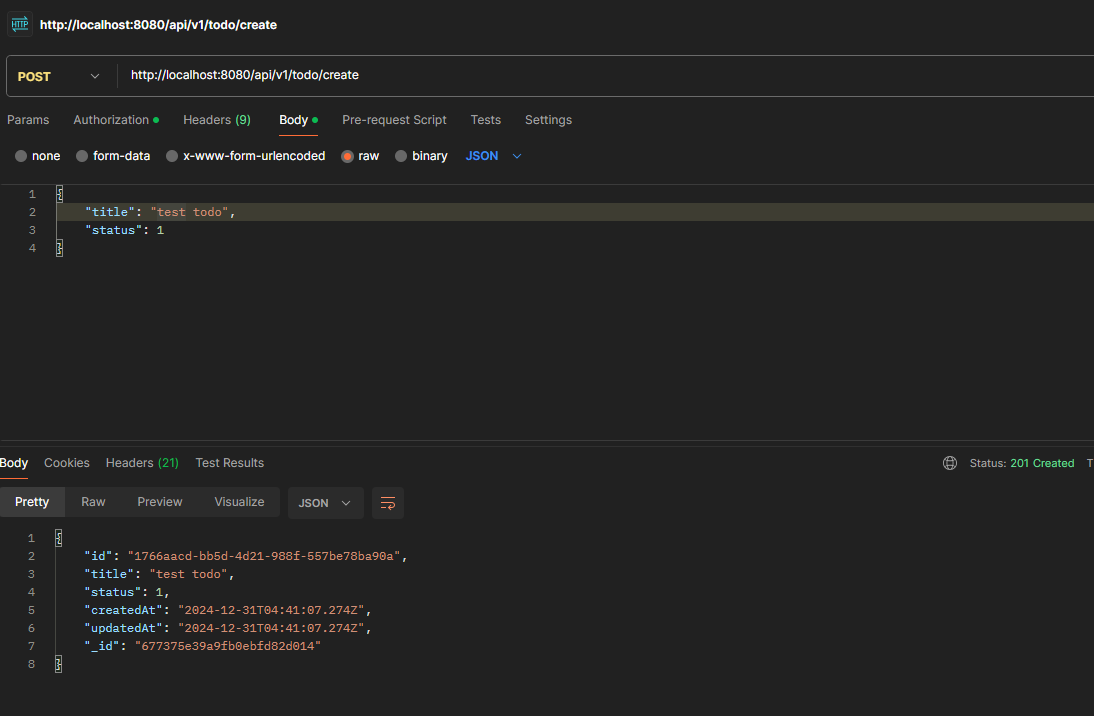 HTTP http://localhost:8080/api/v1/todo/create
POST http://localhost:8080/api/v1/todo/create
Params Authorization Headers (9) Body Pre-request Script Tests Settings
none form-data x-www-form-urlencoded raw binary JSON
1 {
2 "title": "test todo",
3 "status": 1
4 }
Body Cookies Headers (21) Test Results Status: 201 Created T
Pretty Raw Preview Visualize JSON
1 {
2 "id": "1766aacd-bb5d-4d21-988f-557be78ba90a",
3 "title": "test todo",
4 "status": 1,
5 "createdAt": "2024-12-31T04:41:07.274Z",
6 "updatedAt": "2024-12-31T04:41:07.274Z",
7 "_id": "677375e39a9fb0ebfd82d014"
8 }